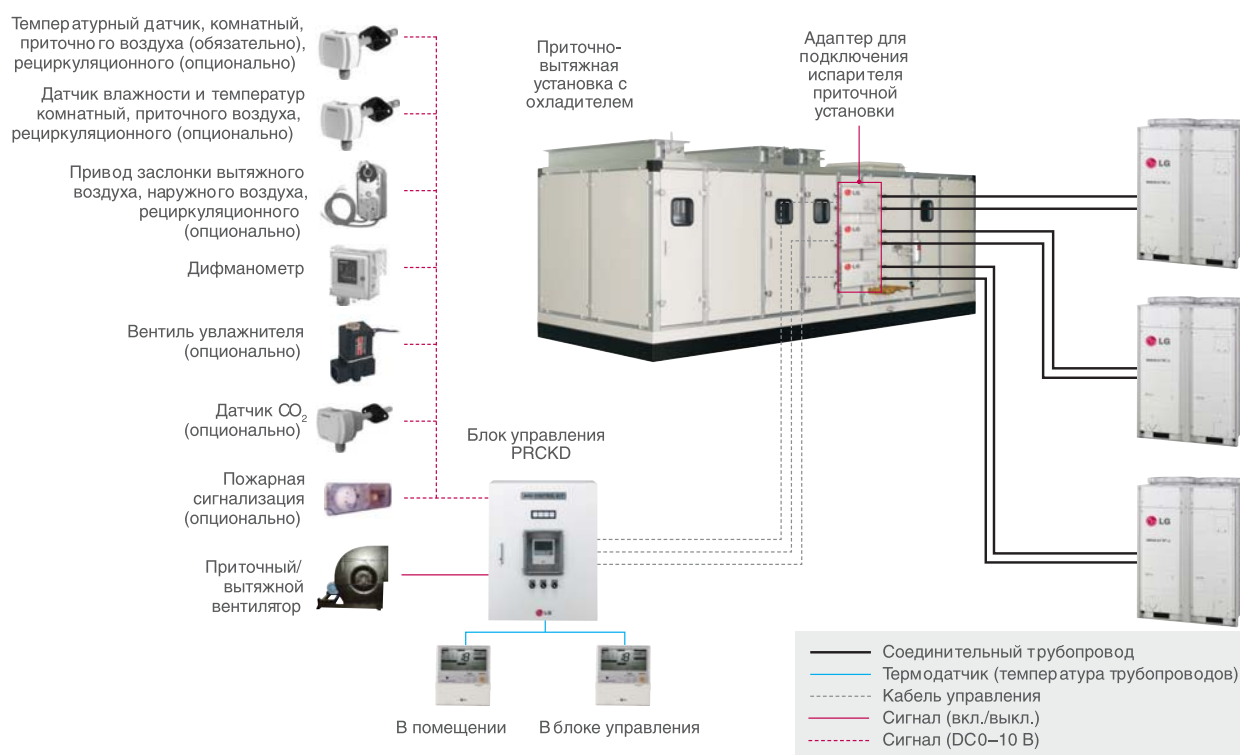 Температурный датчик, комнатный,
приточного воздуха (обязательно),
рециркуляционного (опционально)
Датчик влажности и температур
комнатный, приточного воздуха,
рециркуляционного (опционально)
Привод заслонки вытяжного
воздуха, наружного воздуха,
рециркуляционного
(опционально)
Дифманометр
Вентиль увлажнителя
(опционально)
Датчик CO2
(опционально)
Пожарная
сигнализация
(опционально)
Приточный/
вытяжной
вентилятор
Приточно-
вытяжная
установка с
охладителем
Адаптер для
подключения
испарителя
приточной
установки
LG
LG
LG
LG
LG
LG
Блок управления
PRCKD
LG
В помещении
В блоке управления
Соединительный трубопровод
Термодатчик (температура трубопроводов)
Кабель управления
Сигнал (вкл./выкл.)
Сигнал (DC0–10 В)